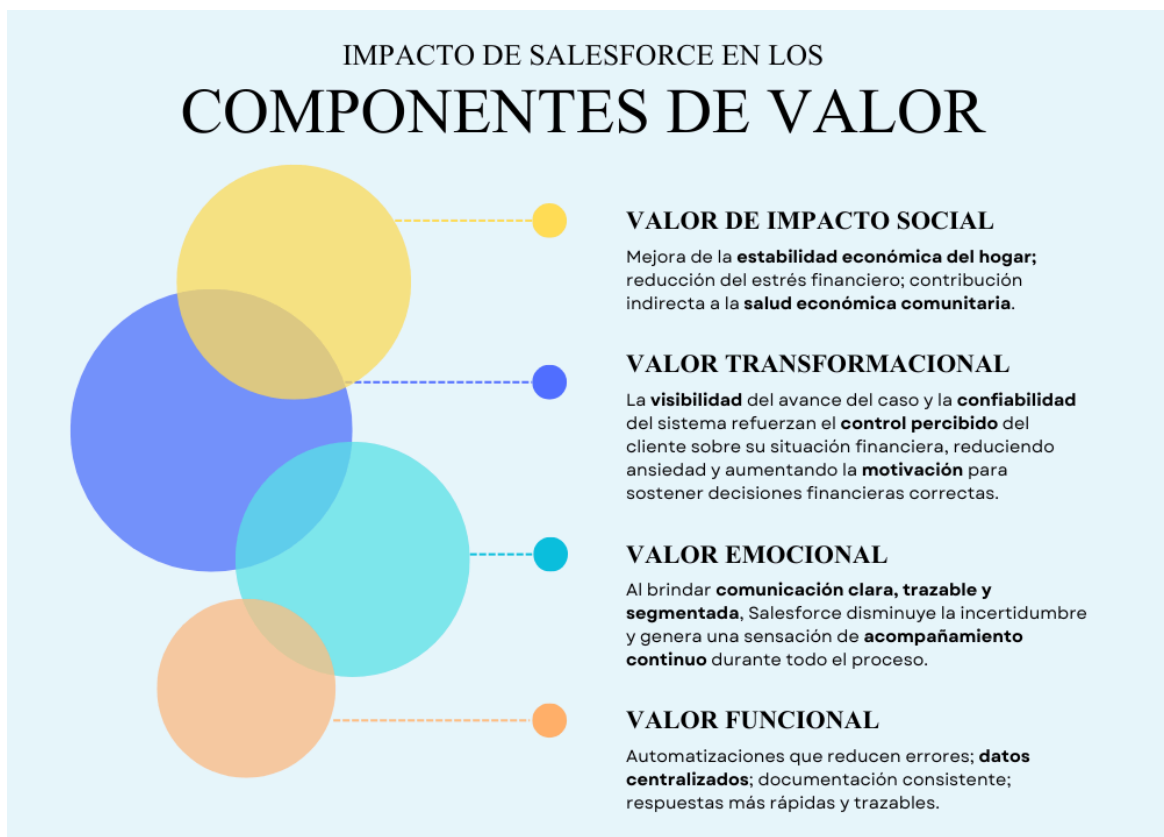 IMPACTO DE SALESFORCE EN LOS
COMPONENTES DE VALOR
VALOR DE IMPACTO SOCIAL
Mejora de la estabilidad económica del hogar;
reducción del estrés financiero; contribución
indirecta a la salud económica comunitaria.
VALOR TRANSFORMACIONAL
La visibilidad del avance del caso y la confiabilidad
del sistema refuerzan el control percibido del
cliente sobre su situación financiera, reduciendo
ansiedad y aumentando la motivación para
sostener decisiones financieras correctas.
VALOR EMOCIONAL
Al brindar comunicación clara, trazable y
segmentada, Salesforce disminuye la incertidumbre
y genera una sensación de acompañamiento
continuo durante todo el proceso.
VALOR FUNCIONAL
Automatizaciones que reducen errores; datos
centralizados; documentación consistente;
respuestas más rápidas y trazables.